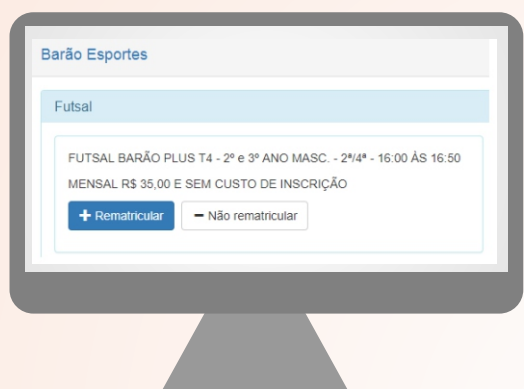 Barão Esportes
Futsal
FUTSAL BARÃO PLUS T4 - 2º e 3º ANO MASC. - 2ª/4ª - 16:00 ÀS 16:50
MENSAL R$ 35,00 E SEM CUSTO DE INSCRIÇÃO
+ Rematricular − Não rematricular